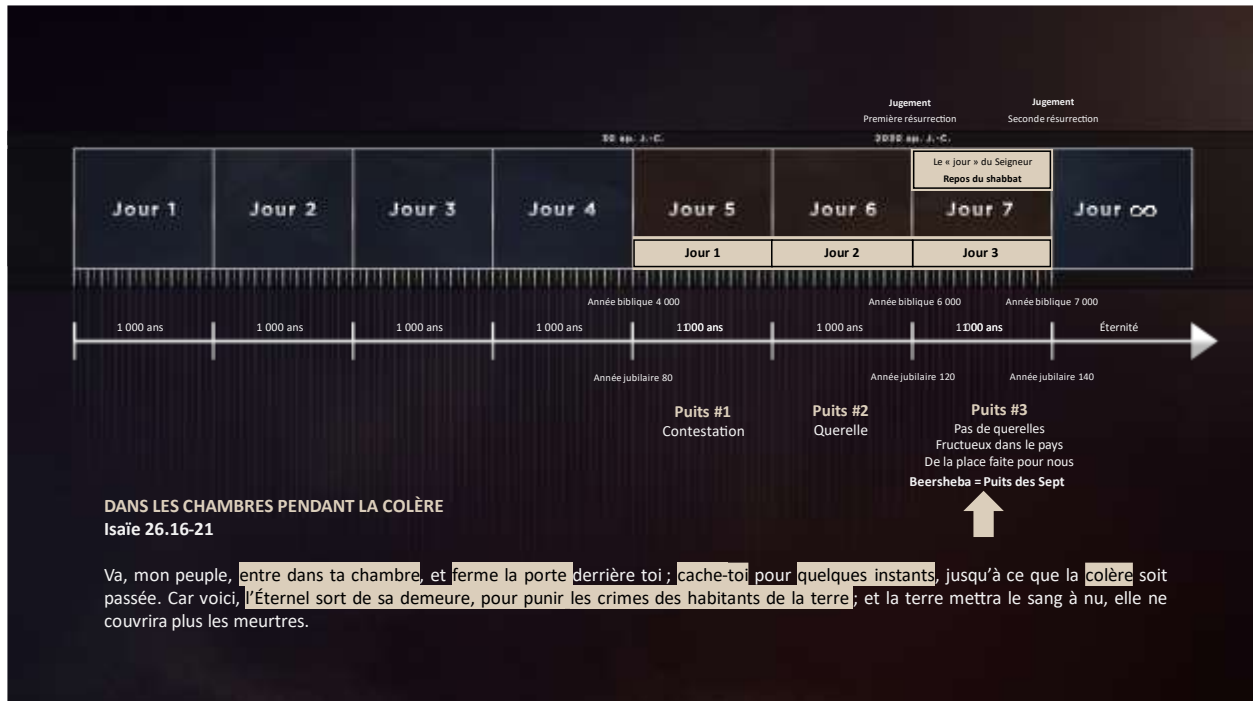 Jugement Jugement
Première résurrection Seconde résurrection
30 ap. J.-C. 2030 ap. J.-C.
Le « jour » du Seigneur
Repos du shabbat
Jour 1 Jour 2 Jour 3 Jour 4 Jour 5 Jour 6 Jour 7 Jour ∞
Jour 1 Jour 2 Jour 3
Année biblique 4 000 Année biblique 6 000 Année biblique 7 000
1 000 ans 1 000 ans 1 000 ans 1 000 ans 1 000 ans 1 000 ans 1 000 ans Éternité
Année jubilaire 80 Année jubilaire 120 Année jubilaire 140
Puits #1 Puits #2 Puits #3
Contestation Querelle Pas de querelles
Fructueux dans le pays
De la place faite pour nous
Beersheba = Puits des Sept
DANS LES CHAMBRES PENDANT LA COLÈRE
Isaïe 26.16-21
Va, mon peuple, entre dans ta chambre, et ferme la porte derrière toi ; cache-toi pour quelques instants, jusqu'à ce que la colère soit
passée. Car voici, l'Éternel sort de sa demeure, pour punir les crimes des habitants de la terre ; et la terre mettra le sang à nu, elle ne
couvrira plus les meurtres.